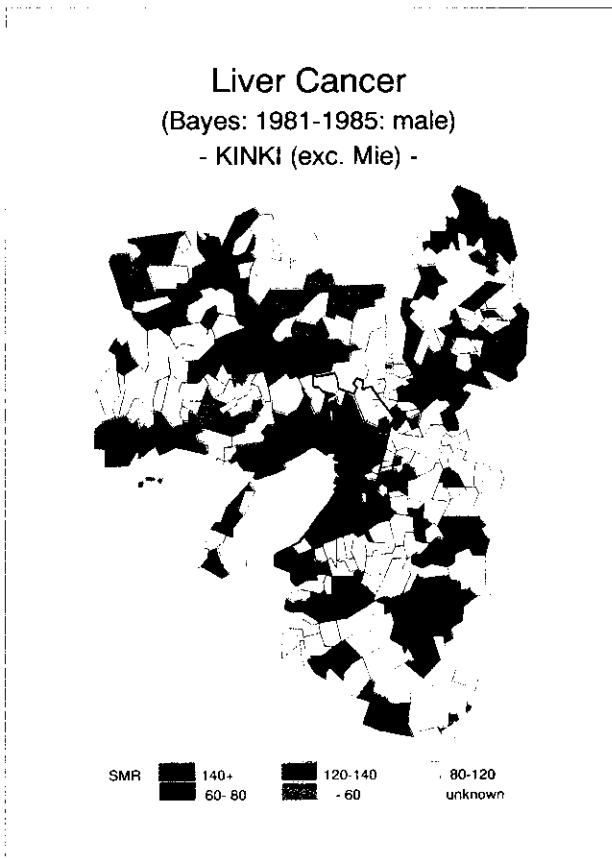 Liver Cancer
(Bayes: 1981-1985: male)
- KINKI (exc. Mie) -
SMR 140+ 120-140 80-120
60- 80 - 60 unknown